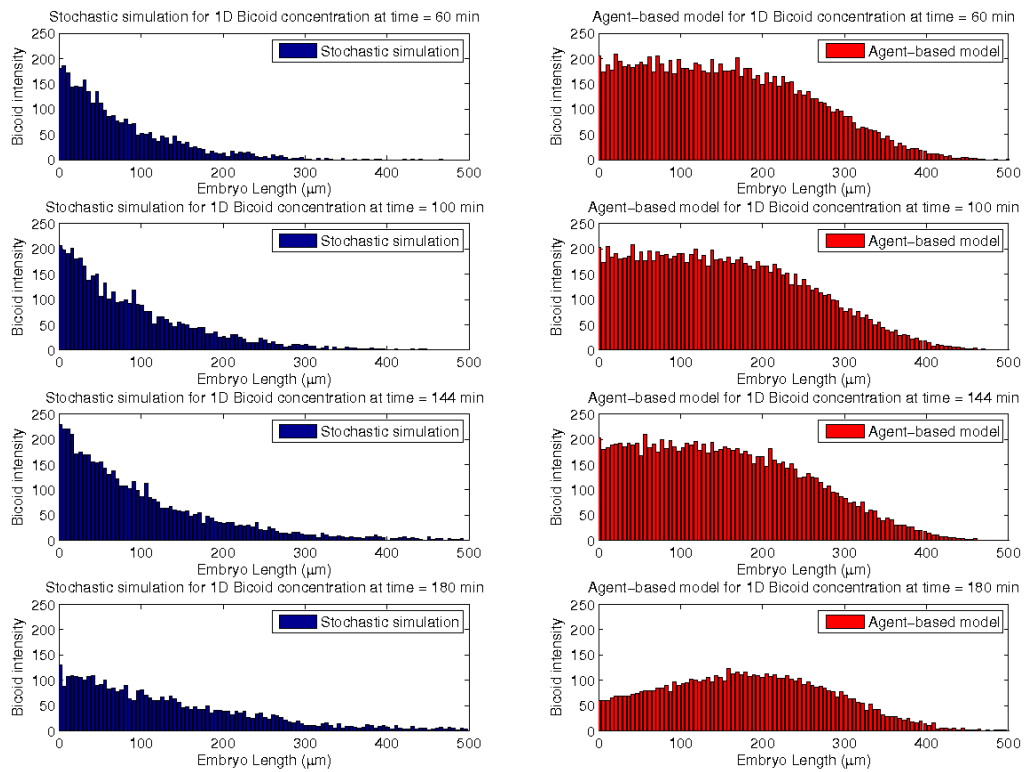 Stochastic simulation for 1D Bicoid concentration at time = 60 min
250
200
150
100
50
0
Bicoid intensity
Stochastic simulation
0 100 200 300 400 500
Embryo Length (μm)
Agent-based model for 1D Bicoid concentration at time = 60 min
250
200
150
100
50
0
Bicoid intensity
Agent-based model
0 100 200 300 400 500
Embryo Length (μm)
Stochastic simulation for 1D Bicoid concentration at time = 100 min
250
200
150
100
50
0
Bicoid intensity
Stochastic simulation
0 100 200 300 400 500
Embryo Length (μm)
Agent-based model for 1D Bicoid concentration at time = 100 min
250
200
150
100
50
0
Bicoid intensity
Agent-based model
0 100 200 300 400 500
Embryo Length (μm)
Stochastic simulation for 1D Bicoid concentration at time = 144 min
250
200
150
100
50
0
Bicoid intensity
Stochastic simulation
0 100 200 300 400 500
Embryo Length (μm)
Agent-based model for 1D Bicoid concentration at time = 144 min
250
200
150
100
50
0
Bicoid intensity
Agent-based model
0 100 200 300 400 500
Embryo Length (μm)
Stochastic simulation for 1D Bicoid concentration at time = 180 min
250
200
150
100
50
0
Bicoid intensity
Stochastic simulation
0 100 200 300 400 500
Embryo Length (μm)
Agent-based model for 1D Bicoid concentration at time = 180 min
250
200
150
100
50
0
Bicoid intensity
Agent-based model
0 100 200 300 400 500
Embryo Length (μm)